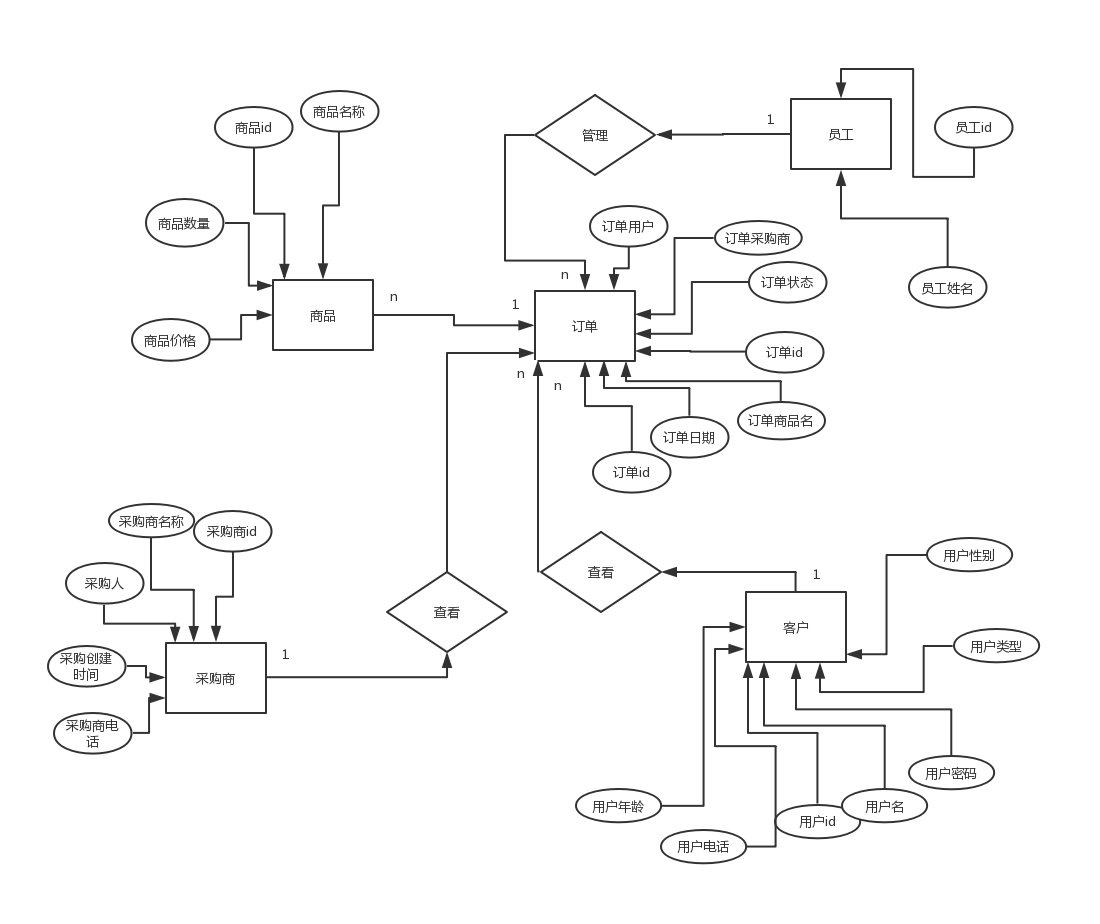 商品名称
商品id
员工id
管理
1
员工
商品数量
订单用户
订单采购商
n
订单状态
员工姓名
n
1
商品
订单
商品价格
订单id
n
n
订单商品名
订单日期
订单id
采购商名称
采购商id
用户性别
采购人
查看
1
查看
客户
用户类型
1
采购创建
时间
采购商
采购商电
话
用户密码
用户年龄
用户名
用户id
用户电话